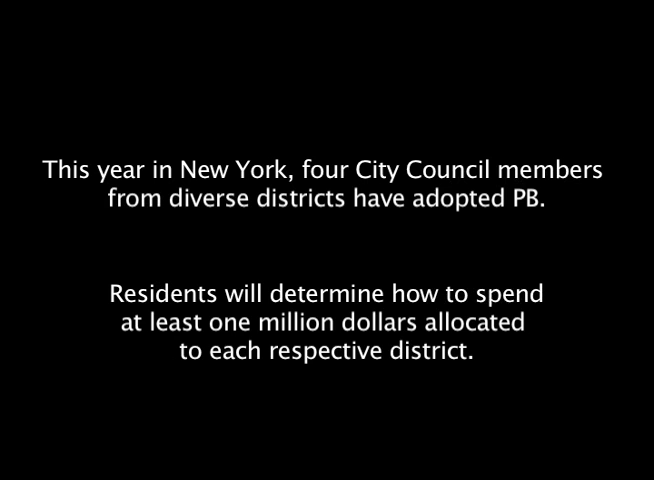 This year in New York, four City Council members
from diverse districts have adopted PB.
Residents will determine how to spend
at least one million dollars allocated
to each respective district.